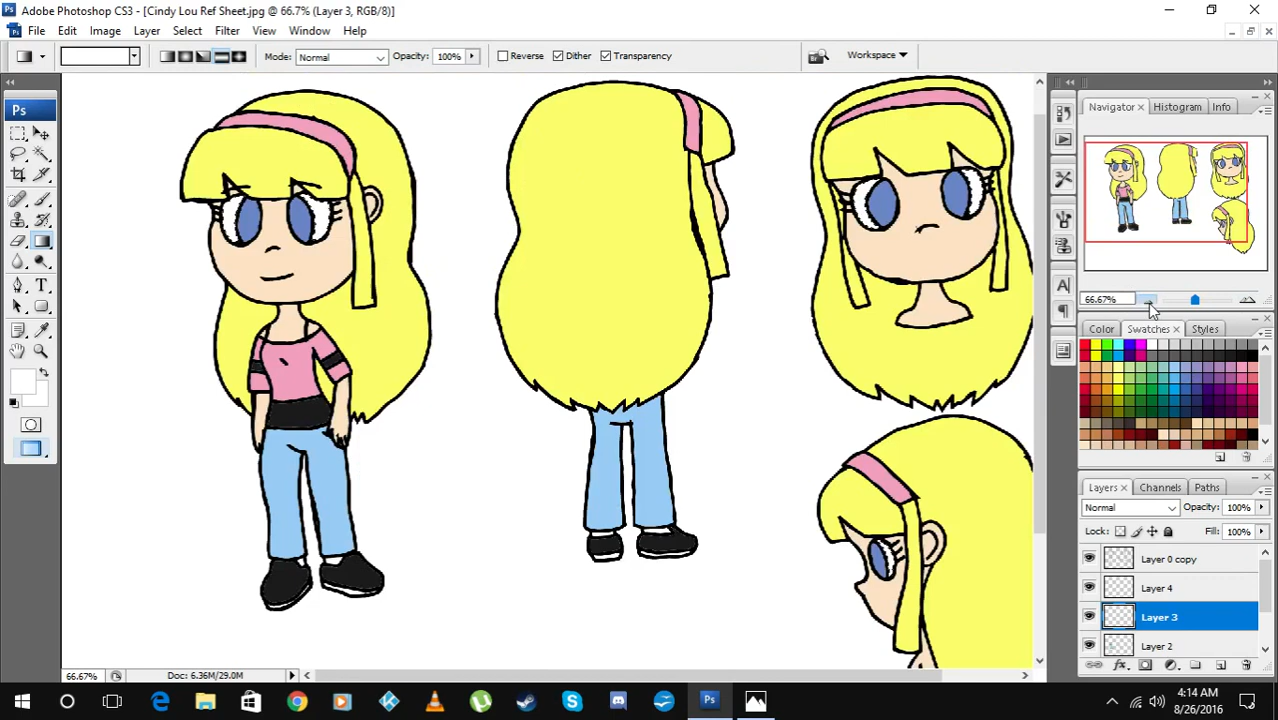 Adobe Photoshop CS3 - [Cindy Lou Ref Sheet.jpg @ 66.7% (Layer 3, RGB/8)]
Ps File Edit Image Layer Select Filter View Window Help
Mode: Normal Opacity: 100% Reverse Dither Transparency Workspace
Ps
Navigator × Histogram Info
66.67%
Color Swatches × Styles
Layers × Channels Paths
Normal Opacity: 100%
Lock: Fill: 100%
Layer 0 copy
Layer 4
Layer 3
Layer 2
66.67% Doc: 6.36M/29.0M
4:14 AM
8/26/2016